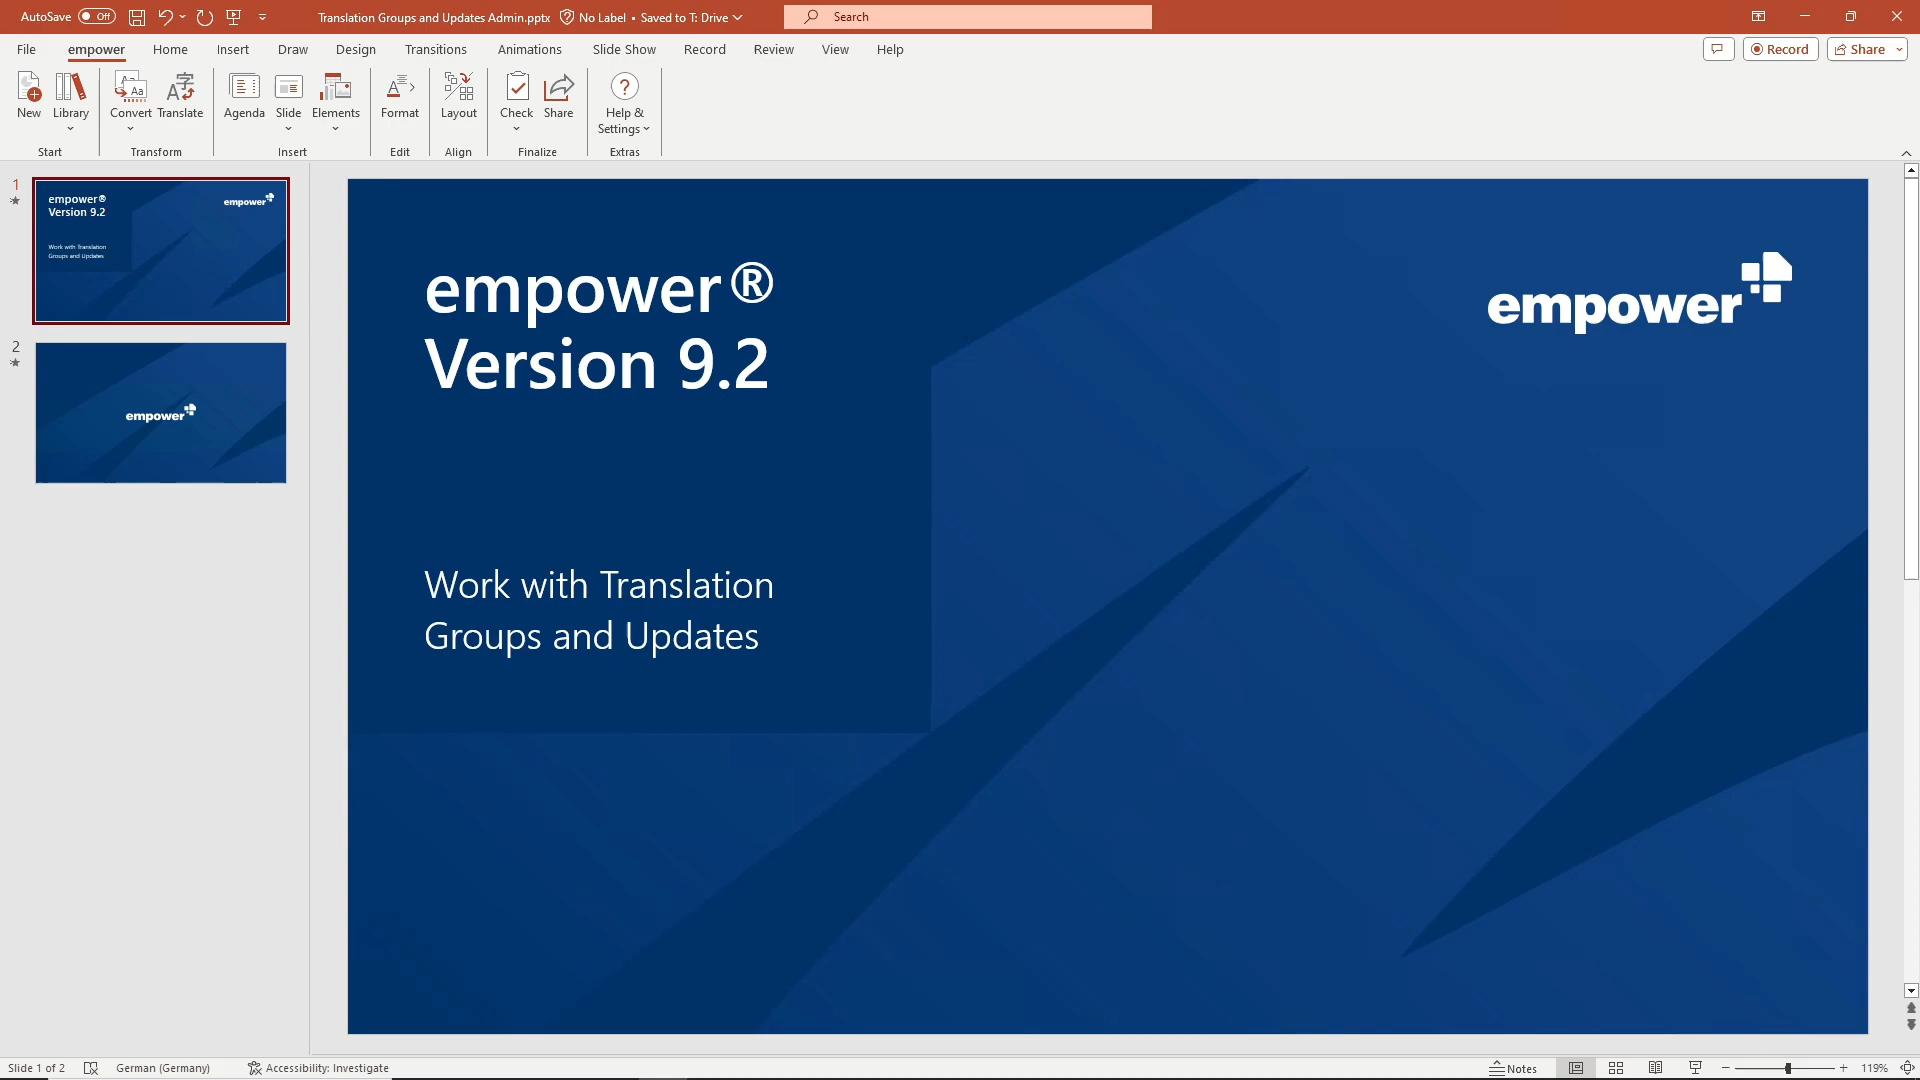 AutoSave Off
Translation Groups and Updates Admin.pptx
No Label • Saved to T: Drive
Search
File
empower
Home
Insert
Draw
Design
Transitions
Animations
Slide Show
Record
Review
View
Help
Record
Share
New
Library
Start
Convert
Translate
Transform
Agenda
Slide
Elements
Insert
Format
Edit
Layout
Align
Check
Share
Finalize
Help &
Settings
Extras
1
empower®
Version 9.2
empower
Work with Translation
Groups and Updates
2
empower
empower®
Version 9.2
empower
Work with Translation
Groups and Updates
Slide 1 of 2
German (Germany)
Accessibility: Investigate
Notes
119%